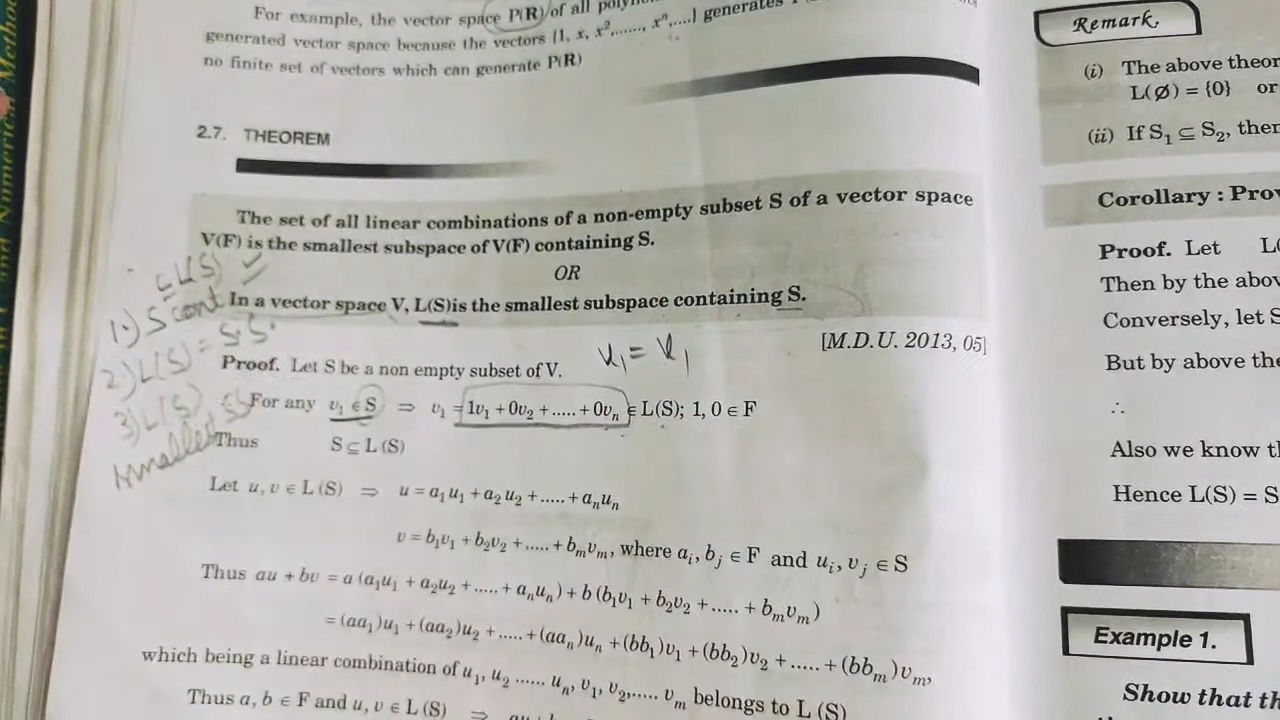 For example, the vector space P(R) of all
generated vector space because the vectors {1, x, x²,......., xⁿ,....} generates
no finite set of vectors which can generate P(R)
2.7. THEOREM
The set of all linear combinations of a non-empty subset S of a vector space
V(F) is the smallest subspace of V(F) containing S.
OR
In a vector space V, L(S)is the smallest subspace containing S.
[M.D.U. 2013, 05]
1.) S cont ⊆ L(S) ✓
2) L(S) = S.S.
3) L(S)
smallest S
Proof. Let S be a non empty subset of V.
v₁ = v₁
For any v₁ ∈ S ⇒ v₁ = 1v₁ + 0v₂ + ..... + 0vₙ ∈ L(S); 1, 0 ∈ F
Thus S ⊆ L (S)
Let u, v ∈ L (S) ⇒ u = a₁u₁ + a₂u₂ + ..... + aₙuₙ
v = b₁v₁ + b₂v₂ + ..... + bₘvₘ, where aᵢ, bⱼ ∈ F and uᵢ, vⱼ ∈ S
Thus au + bv = a (a₁u₁ + a₂u₂ + ..... + aₙuₙ) + b (b₁v₁ + b₂v₂ + ..... + bₘvₘ)
= (aa₁)u₁ + (aa₂)u₂ + ..... + (aaₙ)uₙ + (bb₁)v₁ + (bb₂)v₂ + ..... + (bbₘ)vₘ,
which being a linear combination of u₁, u₂ ...... uₙ, v₁, v₂,...... vₘ belongs to L (S)
Thus a, b ∈ F and u, v ∈ L (S) ⇒
Remark.
(i) The above
L(Ø) = {0} or
(ii) If S₁ ⊆ S₂, then
Corollary :
Proof. Let
Then by the
Conversely, let S
But by above the
∴
Also we know
Hence L(S) = S
Example 1.
Show that